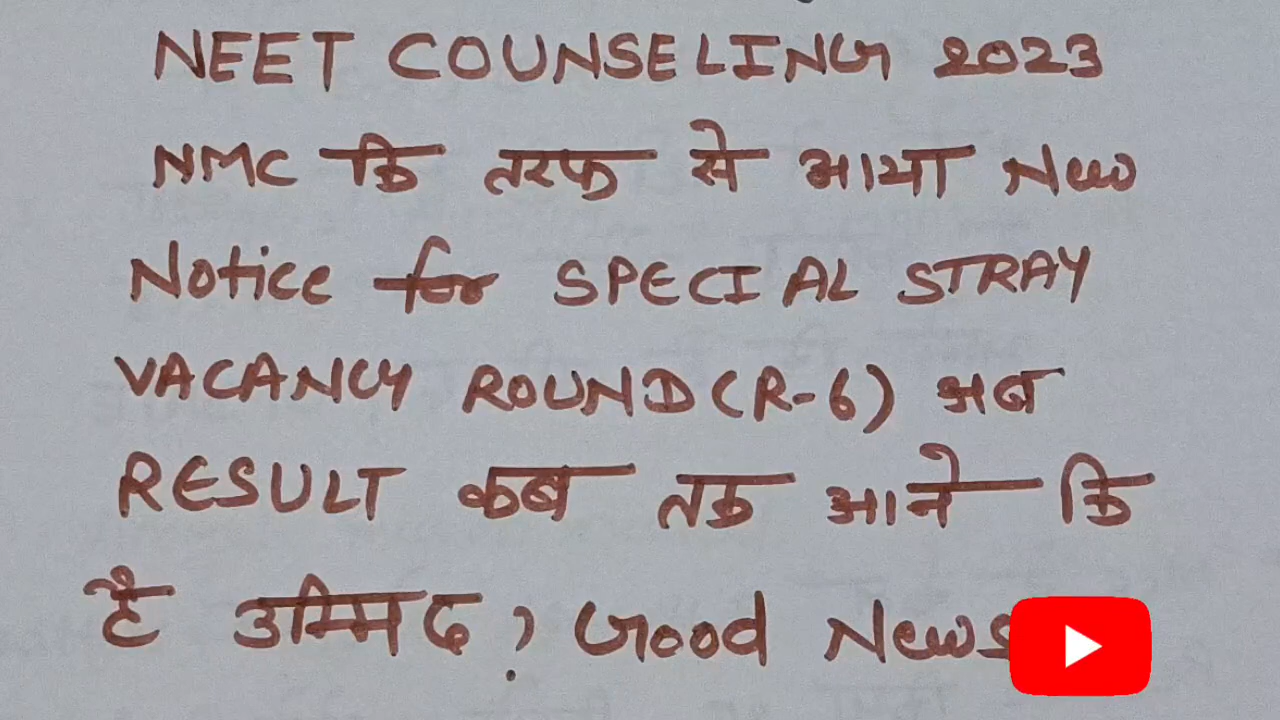 NEET COUNSELING 2023
NMC कि तरफ से आया New
Notice for SPECIAL STRAY
VACANCY ROUND (R-6) अब
RESULT कब तक आने कि
है उम्मिद ? Good News